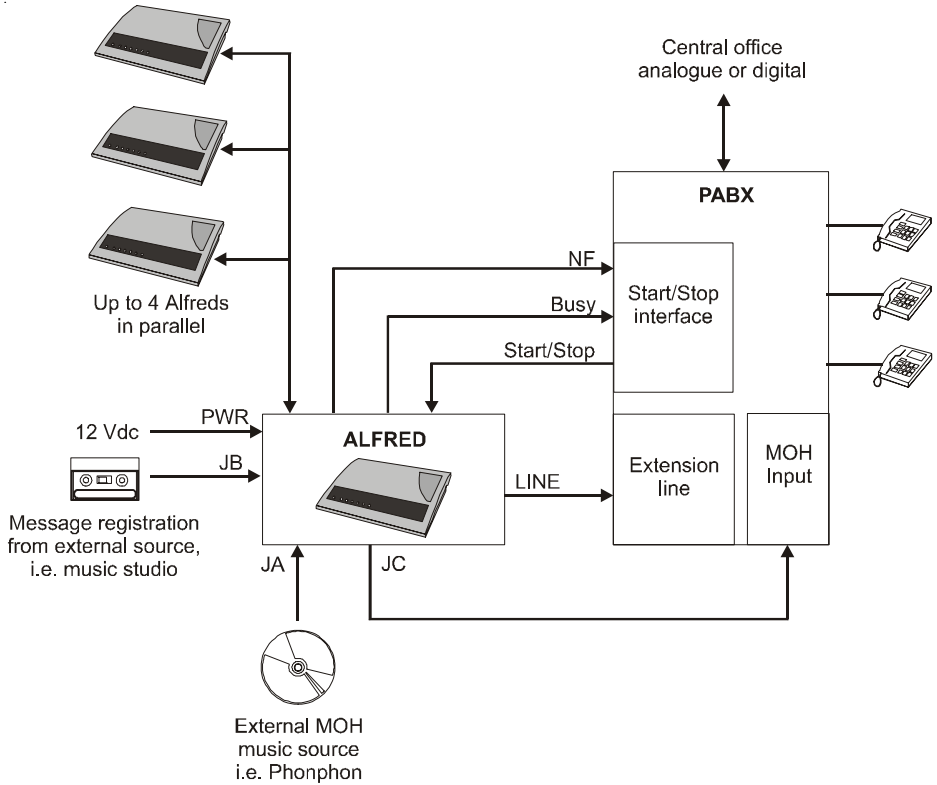 Central office
analogue or digital
PABX
NF
Busy
Start/Stop
Start/Stop
interface
Up to 4 Alfreds
in parallel
12 Vdc
PWR
JB
ALFRED
LINE
Extension
line
MOH
Input
Message registration
from external source,
i.e. music studio
JA
JC
External MOH
music source
i.e. Phonphon